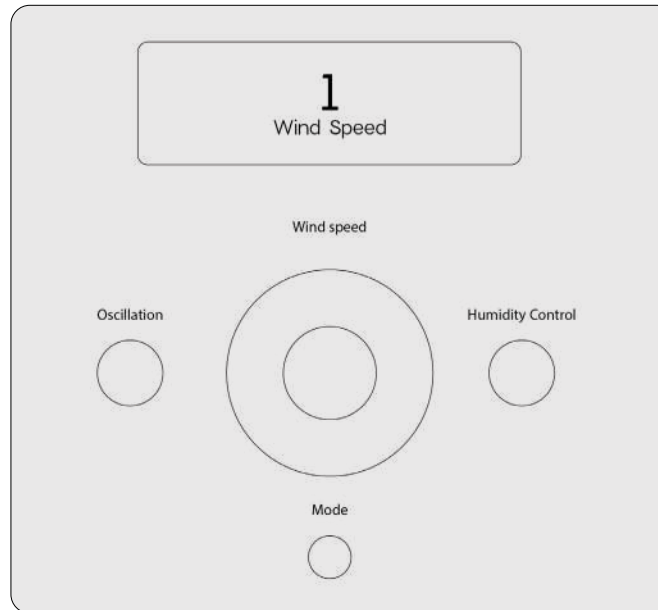 1
Wind Speed
Wind speed
Oscillation
Humidity Control
Mode